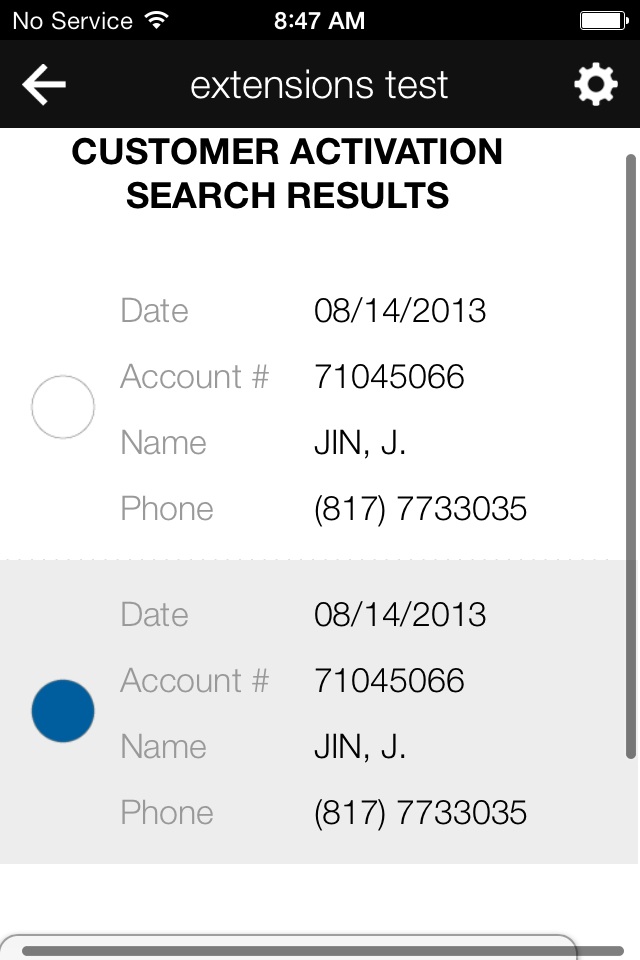 No Service 8:47 AM
extensions test
CUSTOMER ACTIVATION
SEARCH RESULTS
Date 08/14/2013
Account # 71045066
Name JIN, J.
Phone (817) 7733035
Date 08/14/2013
Account # 71045066
Name JIN, J.
Phone (817) 7733035